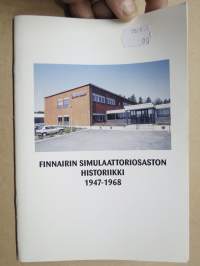 FINNAIRIN SIMULAATTORIOSASTON
HISTORIIKKI
1947-1968